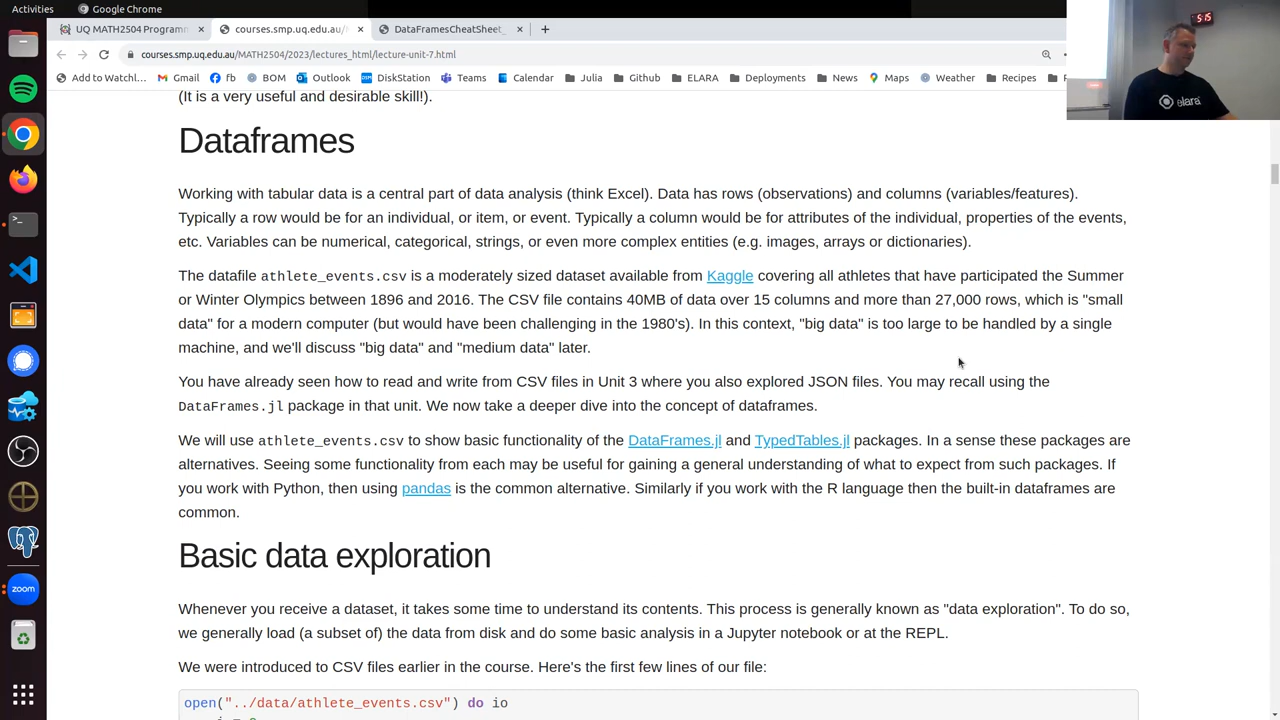 Activities
Google Chrome
5:15
UQ MATH2504 Programm
courses.smp.uq.edu.au/
DataFramesCheatSheet_
courses.smp.uq.edu.au/MATH2504/2023/lectures_html/lecture-unit-7.html
Add to Watchl...
Gmail
fb
BOM
Outlook
DiskStation
Teams
Calendar
Julia
Github
ELARA
Deployments
News
Maps
Weather
Recipes
elara
(It is a very useful and desirable skill!).
Dataframes
Working with tabular data is a central part of data analysis (think Excel). Data has rows (observations) and columns (variables/features).
Typically a row would be for an individual, or item, or event. Typically a column would be for attributes of the individual, properties of the events,
etc. Variables can be numerical, categorical, strings, or even more complex entities (e.g. images, arrays or dictionaries).
The datafile athlete_events.csv is a moderately sized dataset available from Kaggle covering all athletes that have participated the Summer
or Winter Olympics between 1896 and 2016. The CSV file contains 40MB of data over 15 columns and more than 27,000 rows, which is "small
data" for a modern computer (but would have been challenging in the 1980's). In this context, "big data" is too large to be handled by a single
machine, and we'll discuss "big data" and "medium data" later.
You have already seen how to read and write from CSV files in Unit 3 where you also explored JSON files. You may recall using the
DataFrames.jl package in that unit. We now take a deeper dive into the concept of dataframes.
We will use athlete_events.csv to show basic functionality of the DataFrames.jl and TypedTables.jl packages. In a sense these packages are
alternatives. Seeing some functionality from each may be useful for gaining a general understanding of what to expect from such packages. If
you work with Python, then using pandas is the common alternative. Similarly if you work with the R language then the built-in dataframes are
common.
Basic data exploration
Whenever you receive a dataset, it takes some time to understand its contents. This process is generally known as "data exploration". To do so,
we generally load (a subset of) the data from disk and do some basic analysis in a Jupyter notebook or at the REPL.
We were introduced to CSV files earlier in the course. Here's the first few lines of our file:
open("../data/athlete_events.csv") do io
zoom